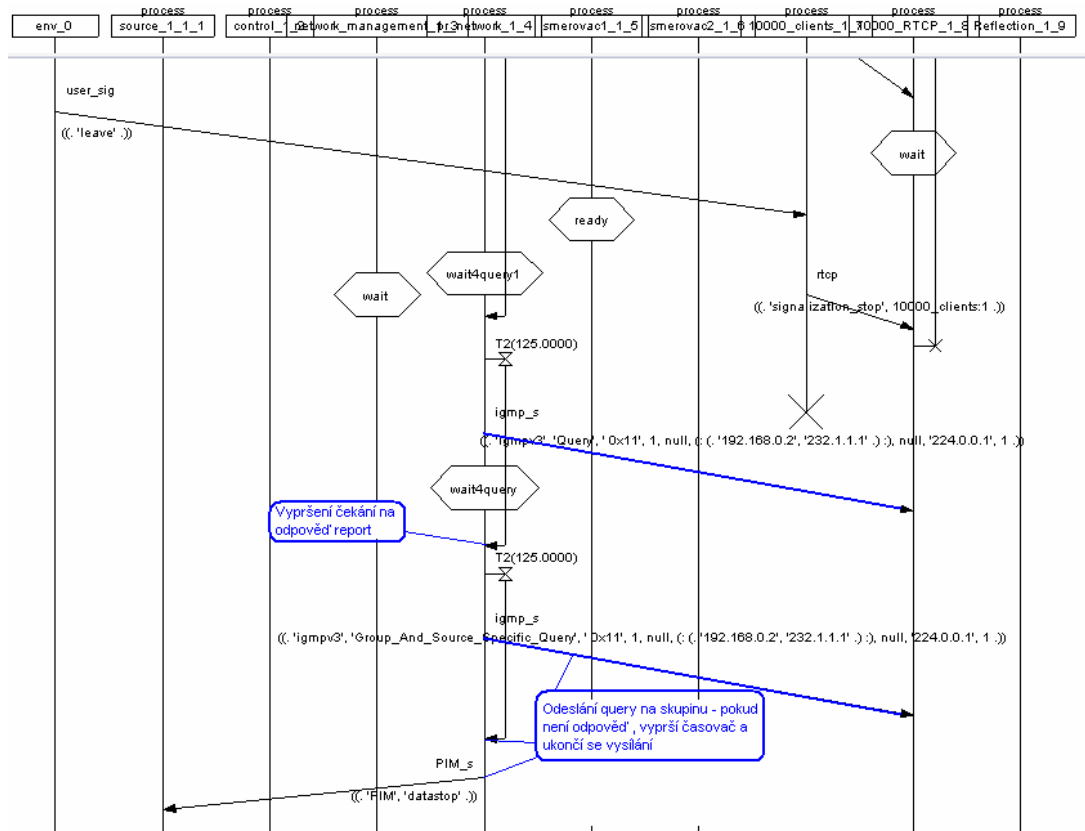 process process process process process process process process process
env_0 source_1_1_1 control_1_2 network_management_1_3 pr_network_1_4 smerovac1_1_5 smerovac2_1_6 10000_clients_1_7 10000_RTCP_1_8 Reflection_1_9
user_sig
((. 'leave' .))
wait
ready
wait4query1
wait
rtcp
((. 'signalization_stop', 10000_clients:1 .))
T2(125.0000)
igmp_s
((. 'igmpv3', 'Query', ' 0x11', 1, null, (: (. '192.168.0.2', '232.1.1.1' .) :), null, '224.0.0.1', 1 .))
wait4query
Vypršení čekání na
odpověď report
T2(125.0000)
igmp_s
((. 'igmpv3', 'Group_And_Source_Specific_Query', ' 0x11', 1, null, (: (. '192.168.0.2', '232.1.1.1' .) :), null, '224.0.0.1', 1 .))
Odeslání query na skupinu - pokud
není odpověď , vyprší časovač a
ukončí se vysílání
PIM_s
((. 'PIM', 'datastop' .))